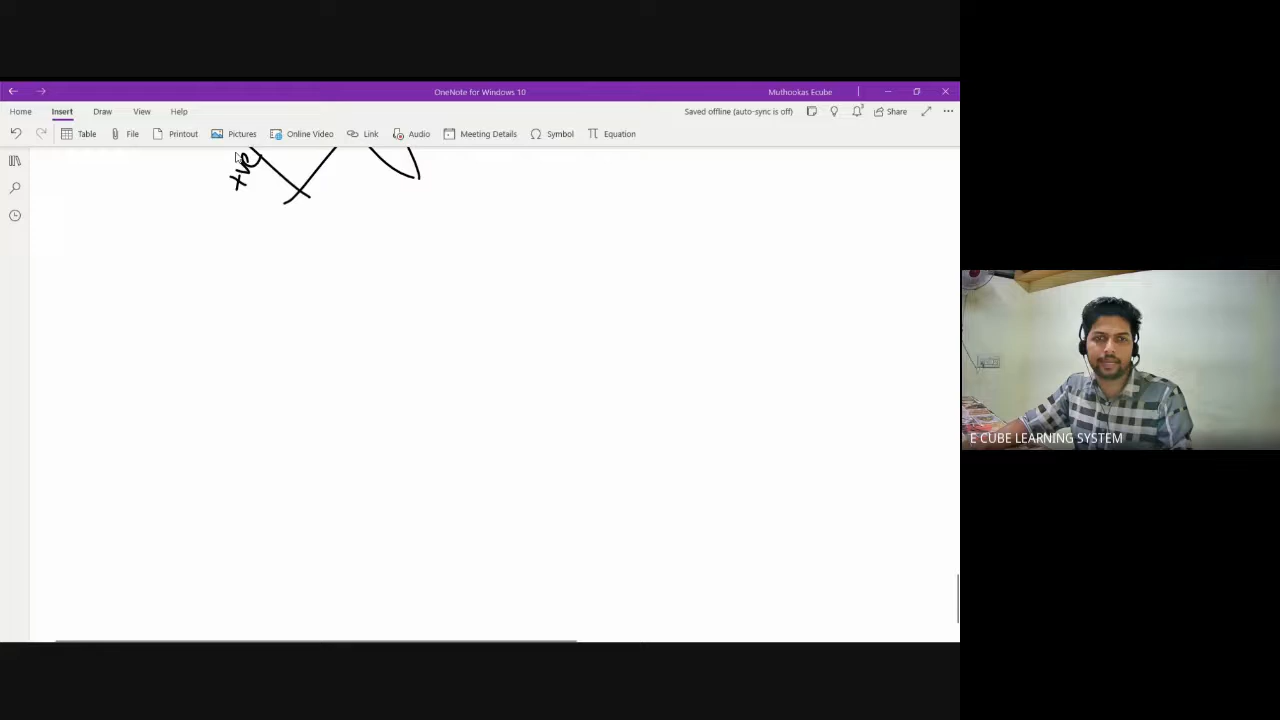 OneNote for Windows 10
Muthookas Ecube
Home Insert Draw View Help
Saved offline (auto-sync is off)
Share
Table File Printout Pictures Online Video Link Audio Meeting Details Symbol Equation
+ve
E CUBE LEARNING SYSTEM